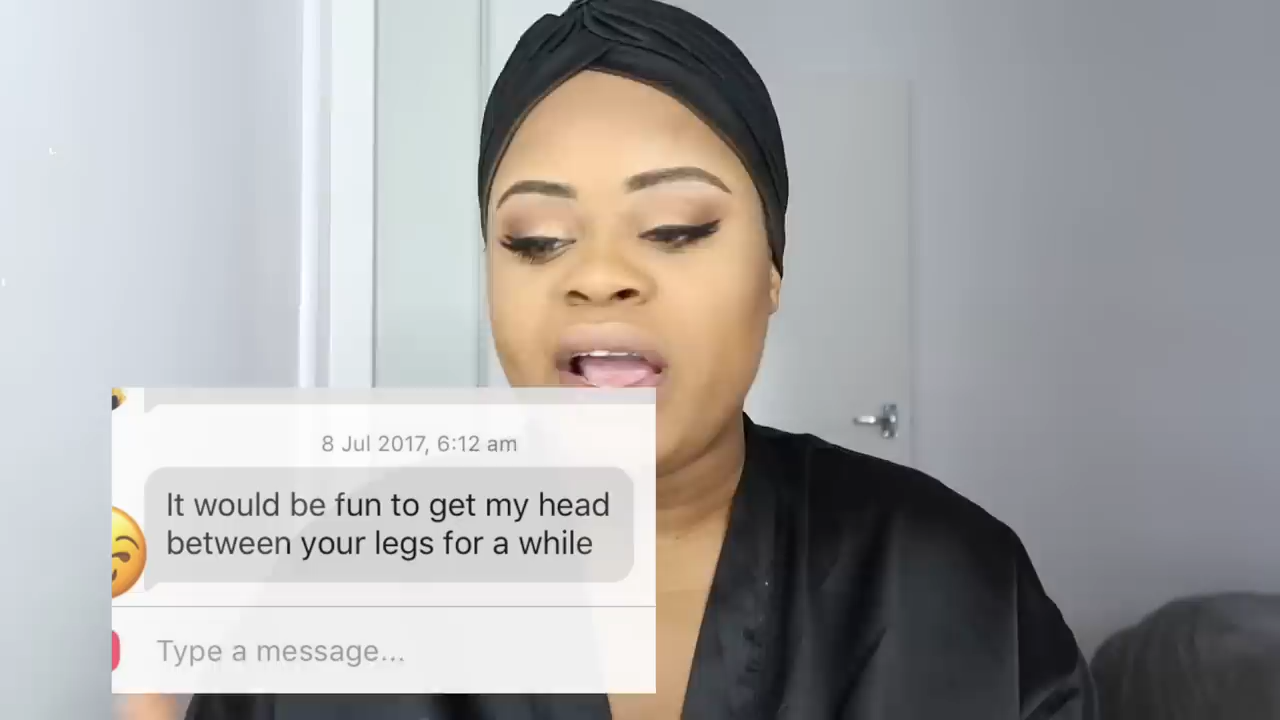 8 Jul 2017, 6:12 am
It would be fun to get my head
between your legs for a while
Type a message...